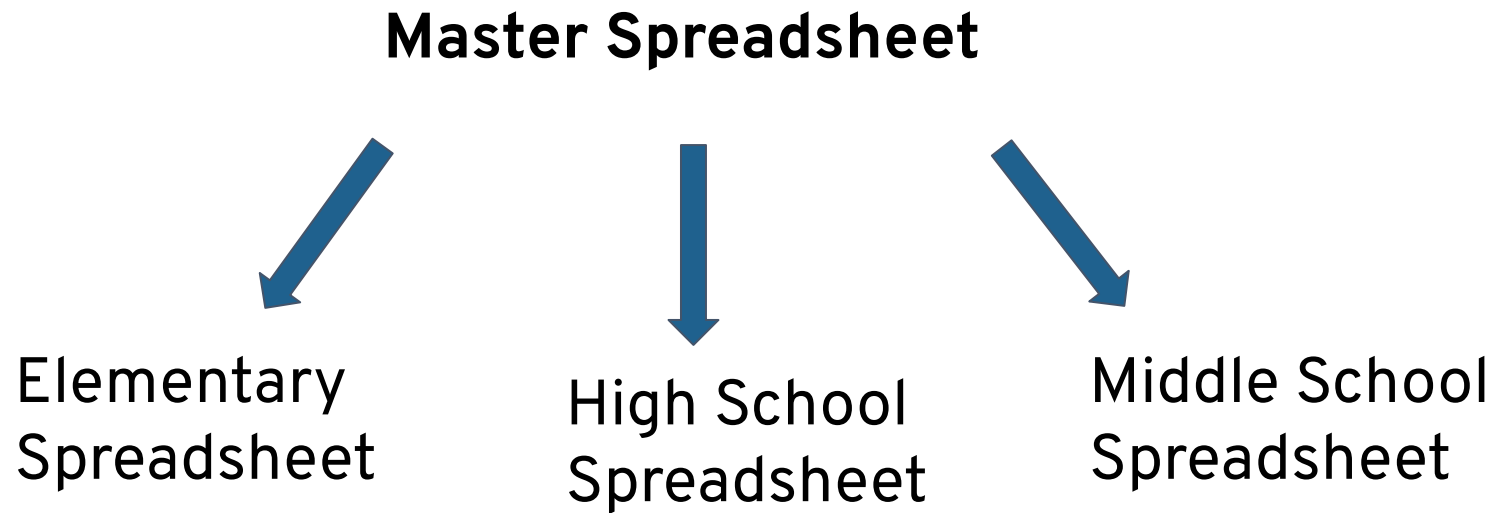 Master Spreadsheet
Elementary
Spreadsheet
High School
Spreadsheet
Middle School
Spreadsheet